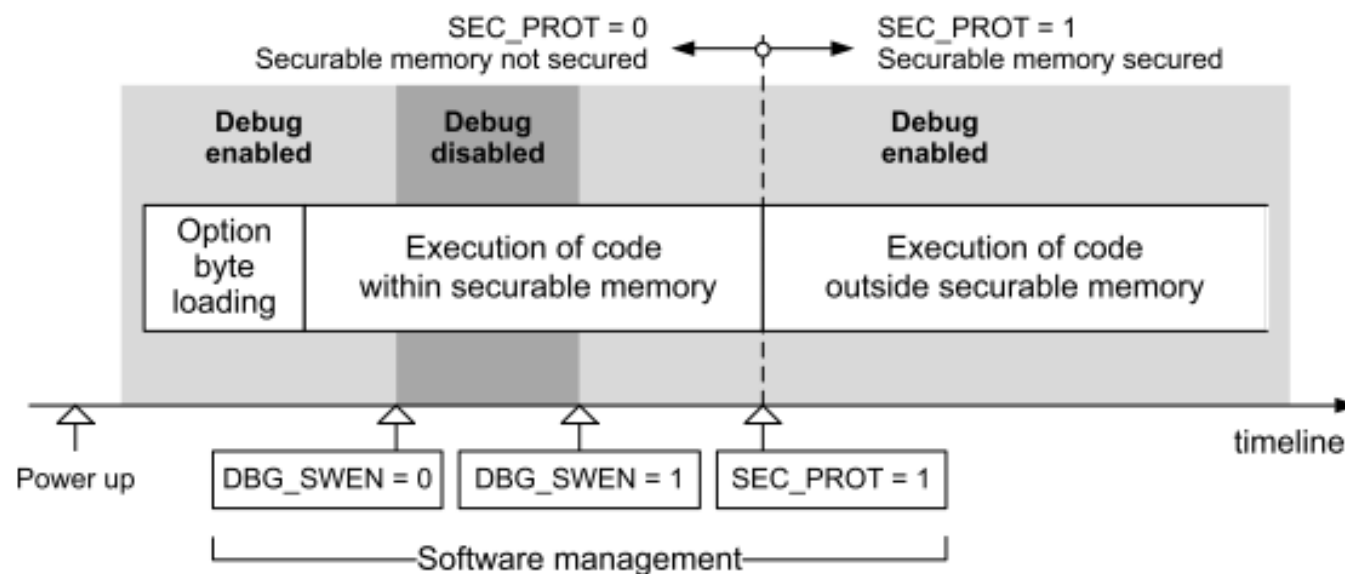 SEC_PROT = 0
Securable memory not secured
SEC_PROT = 1
Securable memory secured
Debug
enabled
Debug
disabled
Debug
enabled
Option
byte
loading
Execution of code
within securable memory
Execution of code
outside securable memory
timeline
Power up
DBG_SWEN = 0
DBG_SWEN = 1
SEC_PROT = 1
Software management